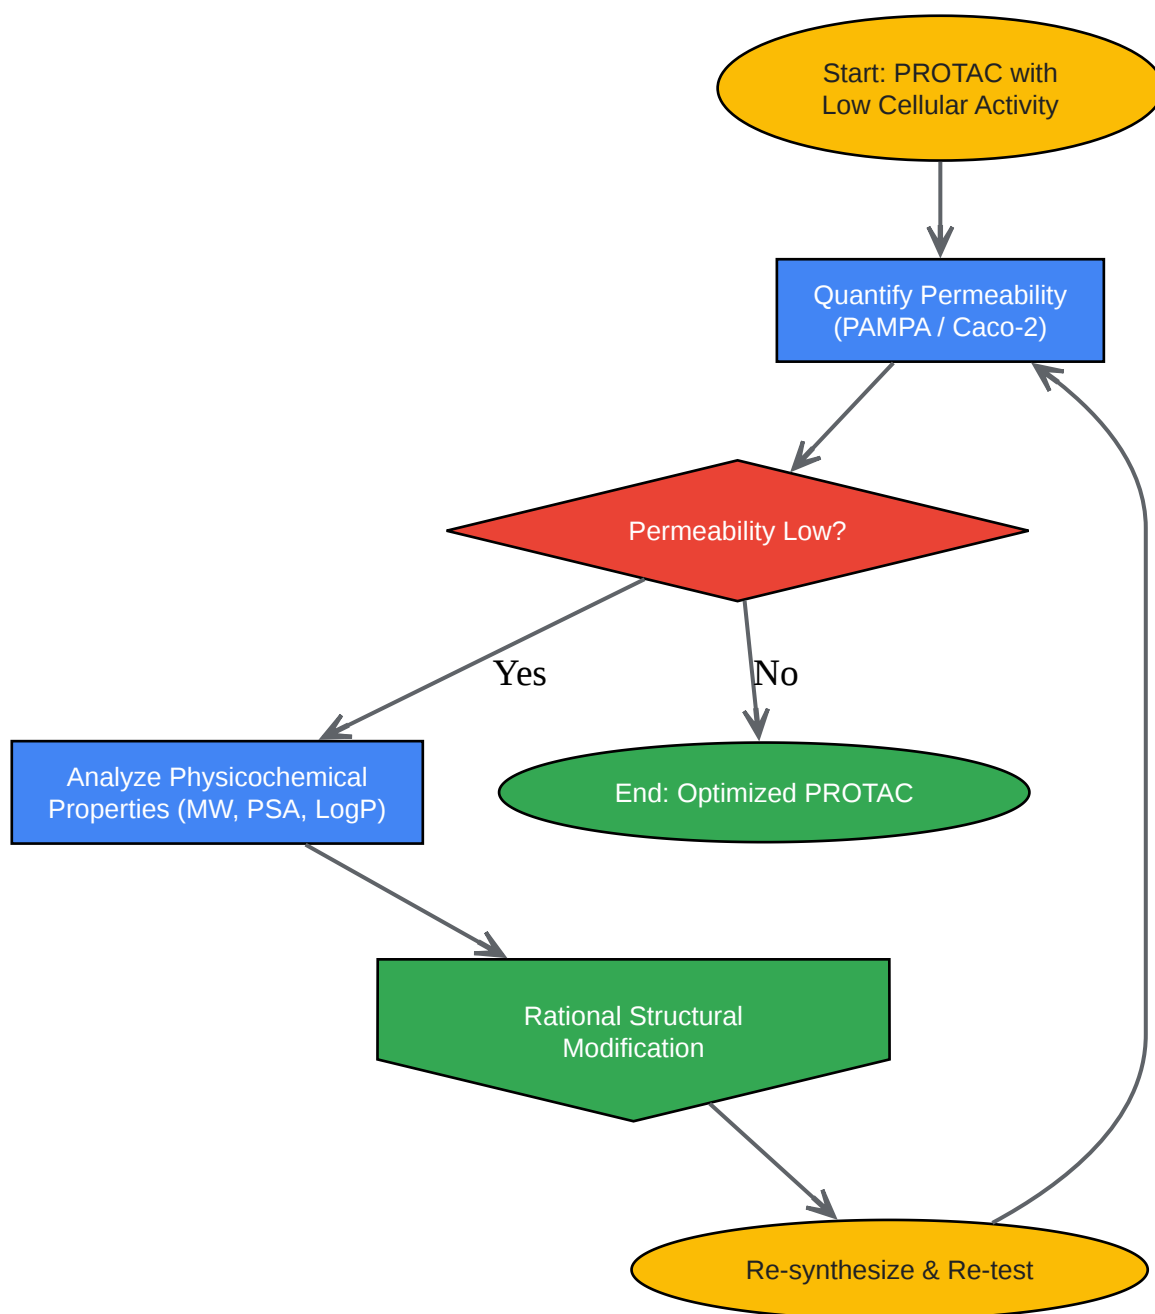 Start: PROTAC with
Low Cellular Activity
Quantify Permeability
(PAMPA / Caco-2)
Permeability Low?
Yes
No
Analyze Physicochemical
Properties (MW, PSA, LogP)
End: Optimized PROTAC
Rational Structural
Modification
Re-synthesize & Re-test